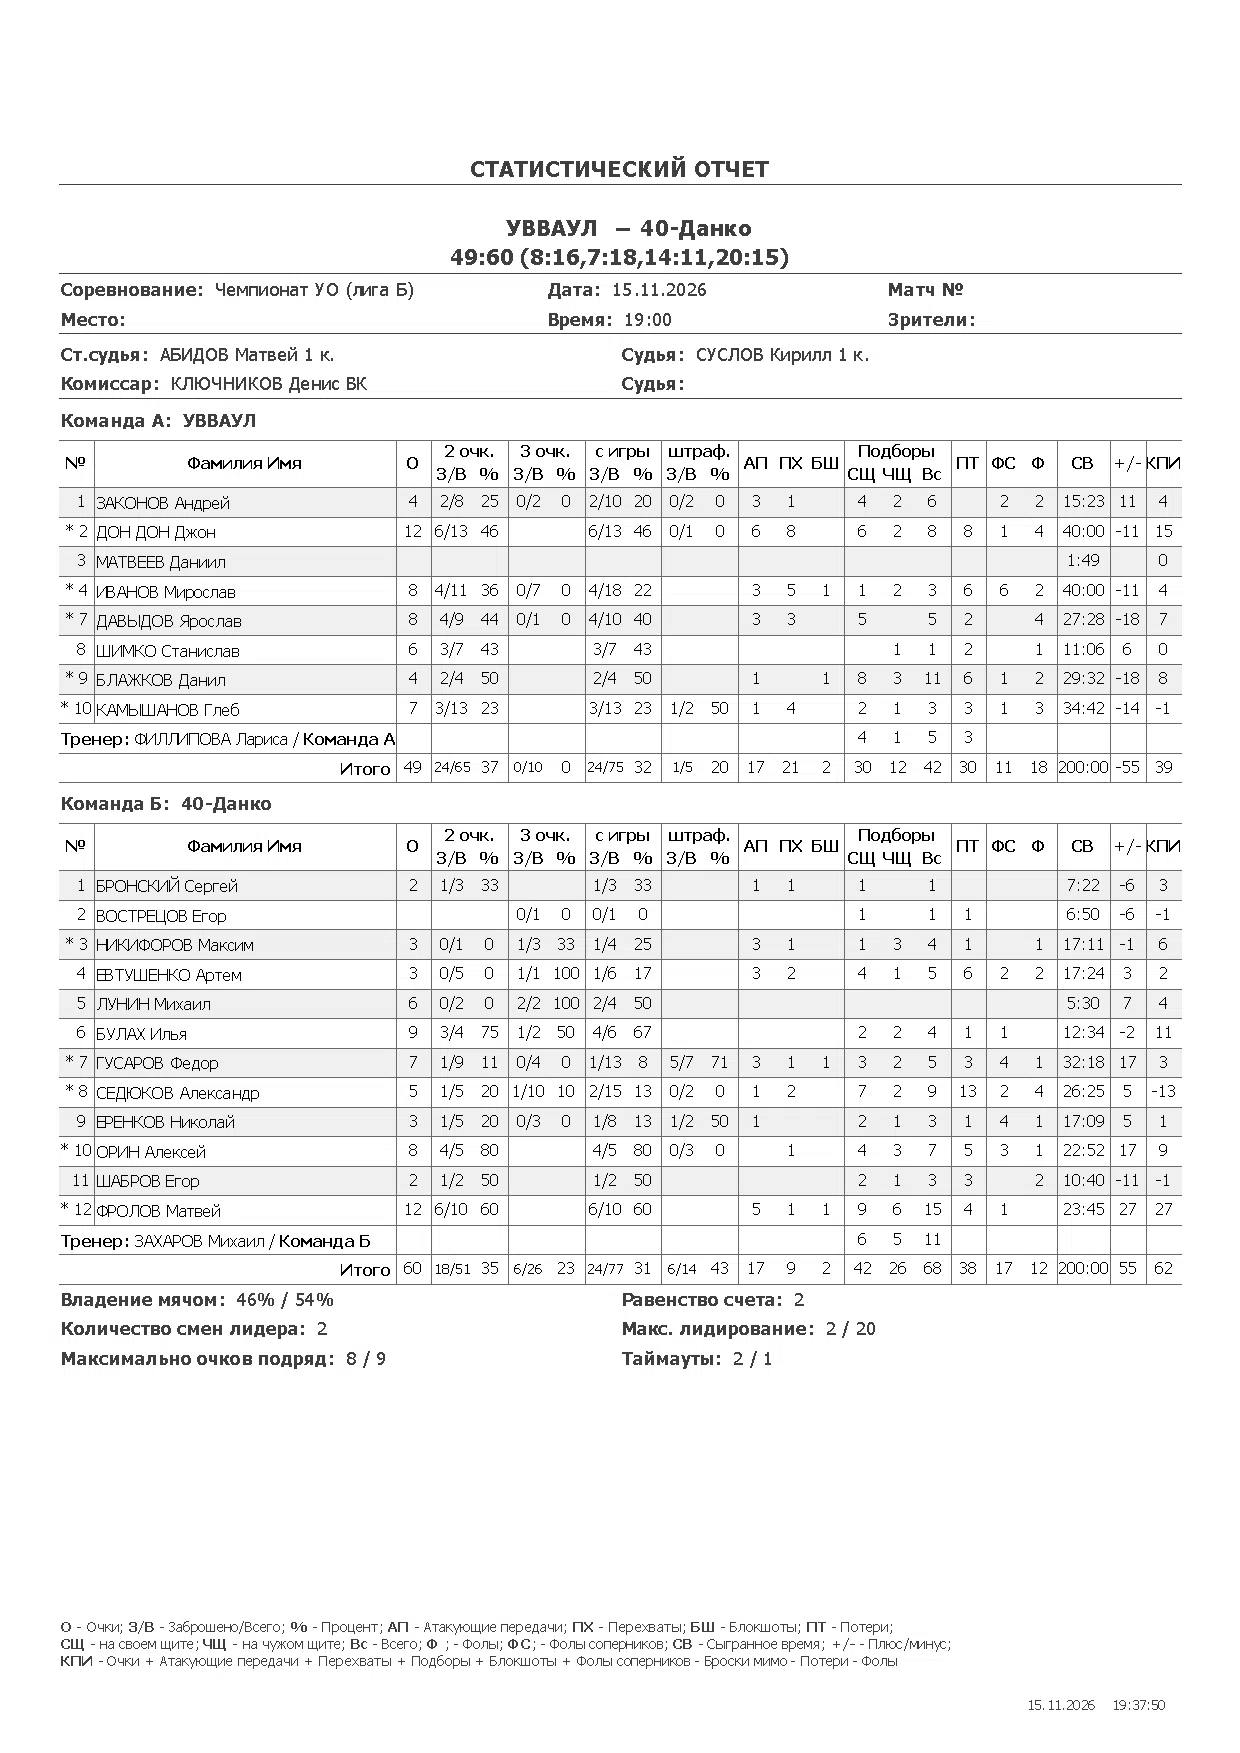 СТАТИСТИЧЕСКИЙ ОТЧЕТ
УВВАУЛ – 40-Данко
49:60 (8:16,7:18,14:11,20:15)
Соревнование: Чемпионат УО (лига Б) Дата: 15.11.2026 Матч №
Место: Время: 19:00 Зрители:
Ст.судья: АБИДОВ Матвей 1 к. Судья: СУСЛОВ Кирилл 1 к.
Комиссар: КЛЮЧНИКОВ Денис ВК Судья:
Команда А: УВВАУЛ
№ Фамилия Имя О 2 очк. 3 очк. с игры штраф. АП ПХ БШ Подборы ПТ ФС Ф СВ +/- КПИ
З/В % З/В % З/В % З/В % СЩ ЧЩ Вс
1 ЗАКОНОВ Андрей 4 2/8 25 0/2 0 2/10 20 0/2 0 3 1 4 2 6 2 2 15:23 11 4
* 2 ДОН ДОН Джон 12 6/13 46 6/13 46 0/1 0 6 8 6 2 8 8 1 4 40:00 -11 15
3 МАТВЕЕВ Даниил 1:49 0
* 4 ИВАНОВ Мирослав 8 4/11 36 0/7 0 4/18 22 3 5 1 1 2 3 6 6 2 40:00 -11 4
* 7 ДАВЫДОВ Ярослав 8 4/9 44 0/1 0 4/10 40 3 3 5 5 2 4 27:28 -18 7
8 ШИМКО Станислав 6 3/7 43 3/7 43 1 1 2 1 11:06 6 0
* 9 БЛАЖКОВ Данил 4 2/4 50 2/4 50 1 1 8 3 11 6 1 2 29:32 -18 8
* 10 КАМЫШАНОВ Глеб 7 3/13 23 3/13 23 1/2 50 1 4 2 1 3 3 1 3 34:42 -14 -1
Тренер: ФИЛЛИПОВА Лариса / Команда А 4 1 5 3
Итого 49 24/65 37 0/10 0 24/75 32 1/5 20 17 21 2 30 12 42 30 11 18 200:00 -55 39
Команда Б: 40-Данко
№ Фамилия Имя О 2 очк. 3 очк. с игры штраф. АП ПХ БШ Подборы ПТ ФС Ф СВ +/- КПИ
З/В % З/В % З/В % З/В % СЩ ЧЩ Вс
1 БРОНСКИЙ Сергей 2 1/3 33 1/3 33 1 1 1 1 7:22 -6 3
2 ВОСТРЕЦОВ Егор 0/1 0 0/1 0 1 1 1 6:50 -6 -1
* 3 НИКИФОРОВ Максим 3 0/1 0 1/3 33 1/4 25 3 1 1 3 4 1 1 17:11 -1 6
4 ЕВТУШЕНКО Артем 3 0/5 0 1/1 100 1/6 17 3 2 4 1 5 6 2 2 17:24 3 2
5 ЛУНИН Михаил 6 0/2 0 2/2 100 2/4 50 5:30 7 4
6 БУЛАХ Илья 9 3/4 75 1/2 50 4/6 67 2 2 4 1 1 12:34 -2 11
* 7 ГУСАРОВ Федор 7 1/9 11 0/4 0 1/13 8 5/7 71 3 1 1 3 2 5 3 4 1 32:18 17 3
* 8 СЕДЮКОВ Александр 5 1/5 20 1/10 10 2/15 13 0/2 0 1 2 7 2 9 13 2 4 26:25 5 -13
9 ЕРЕНКОВ Николай 3 1/5 20 0/3 0 1/8 13 1/2 50 1 2 1 3 1 4 1 17:09 5 1
* 10 ОРИН Алексей 8 4/5 80 4/5 80 0/3 0 1 4 3 7 5 3 1 22:52 17 9
11 ШАБРОВ Егор 2 1/2 50 1/2 50 2 1 3 3 2 10:40 -11 -1
* 12 ФРОЛОВ Матвей 12 6/10 60 6/10 60 5 1 1 9 6 15 4 1 23:45 27 27
Тренер: ЗАХАРОВ Михаил / Команда Б 6 5 11
Итого 60 18/51 35 6/26 23 24/77 31 6/14 43 17 9 2 42 26 68 38 17 12 200:00 55 62
Владение мячом: 46% / 54% Равенство счета: 2
Количество смен лидера: 2 Макс. лидирование: 2 / 20
Максимально очков подряд: 8 / 9 Таймауты: 2 / 1
О - Очки; З/В - Заброшено/Всего; % - Процент; АП - Атакующие передачи; ПХ - Перехваты; БШ - Блокшоты; ПТ - Потери;
СЩ - на своем щите; ЧЩ - на чужом щите; Вс - Всего; Ф ; - Фолы; ФС; - Фолы соперников; СВ - Сыгранное время; +/- - Плюс/минус;
КПИ - Очки + Атакующие передачи + Перехваты + Подборы + Блокшоты + Фолы соперников - Броски мимо - Потери - Фолы
15.11.2026 19:37:50